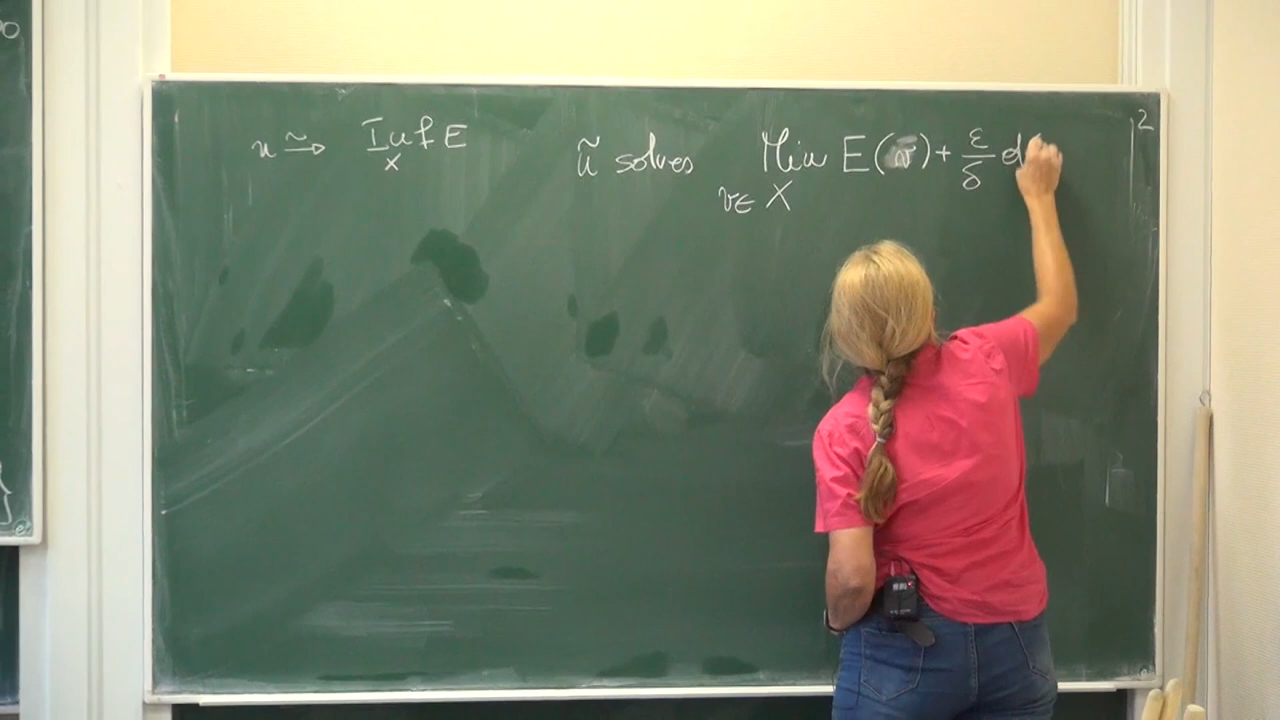 u ≃→ Inf E
X
ũ solves Min E(v) + ε/δ d
v∈ X
2